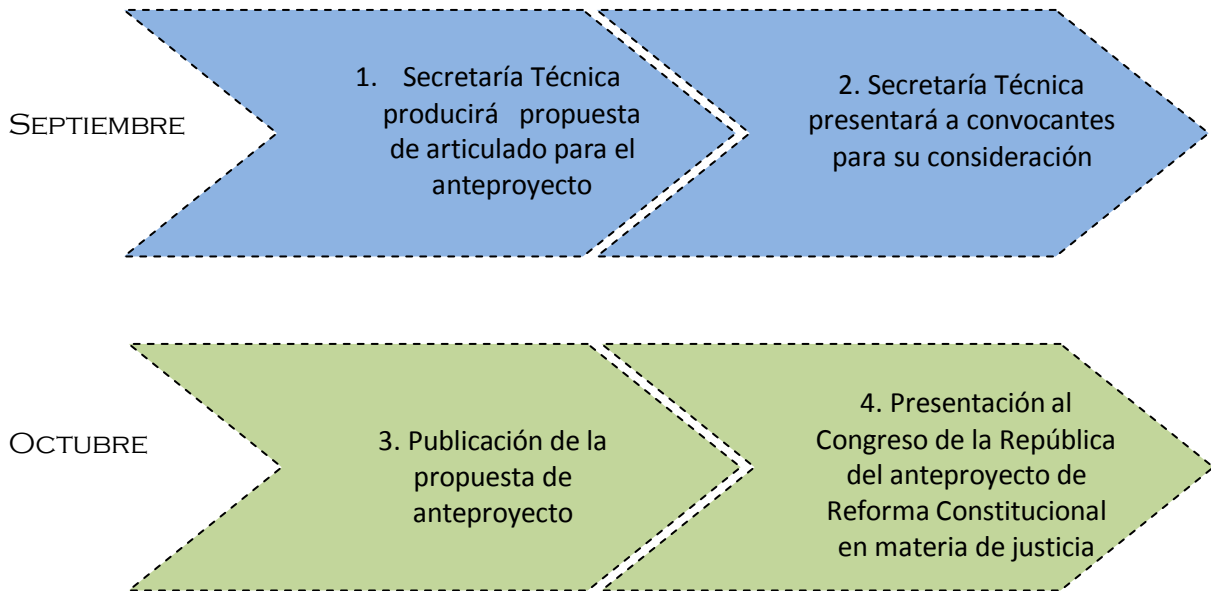 SEPTIEMBRE
1. Secretaría Técnica
producirá propuesta
de articulado para el
anteproyecto
2. Secretaría Técnica
presentará a convocantes
para su consideración
OCTUBRE
3. Publicación de la
propuesta de
anteproyecto
4. Presentación al
Congreso de la República
del anteproyecto de
Reforma Constitucional
en materia de justicia